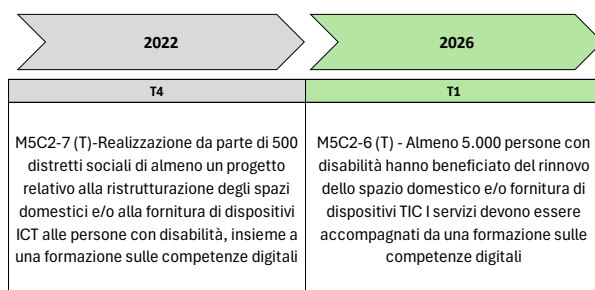 2022
2026
T4
T1
M5C2-7 (T)-Realizzazione da parte di 500
distretti sociali di almeno un progetto
relativo alla ristrutturazione degli spazi
domestici e/o alla fornitura di dispositivi
ICT alle persone con disabilità, insieme a
una formazione sulle competenze digitali
M5C2-6 (T) - Almeno 5.000 persone con
disabilità hanno beneficiato del rinnovo
dello spazio domestico e/o fornitura di
dispositivi TIC I servizi devono essere
accompagnati da una formazione sulle
competenze digitali